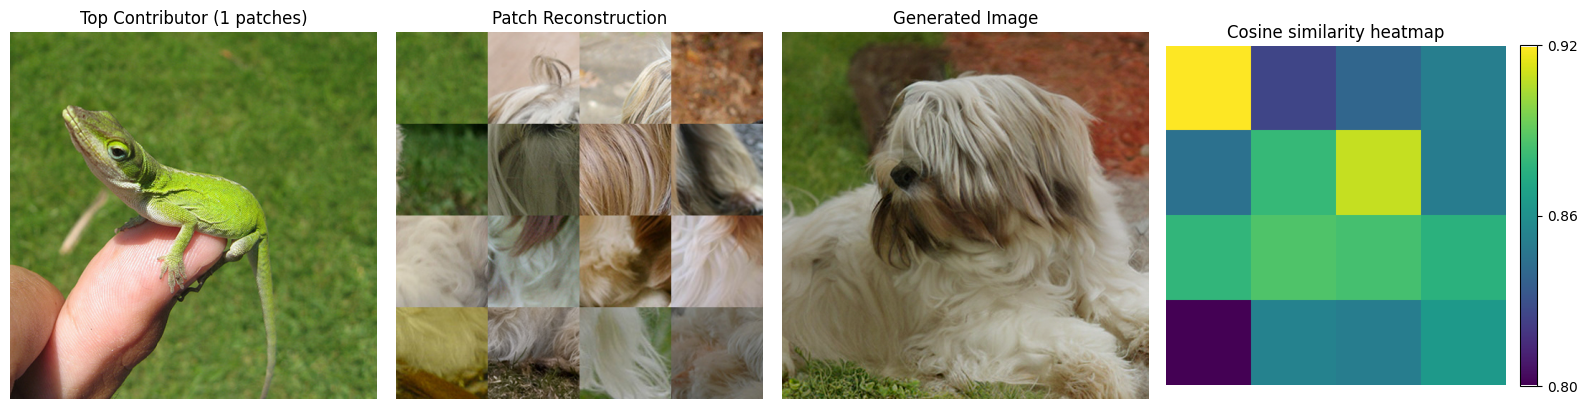 Top Contributor (1 patches)
Patch Reconstruction
Generated Image
Cosine similarity heatmap
0.92
0.86
0.80